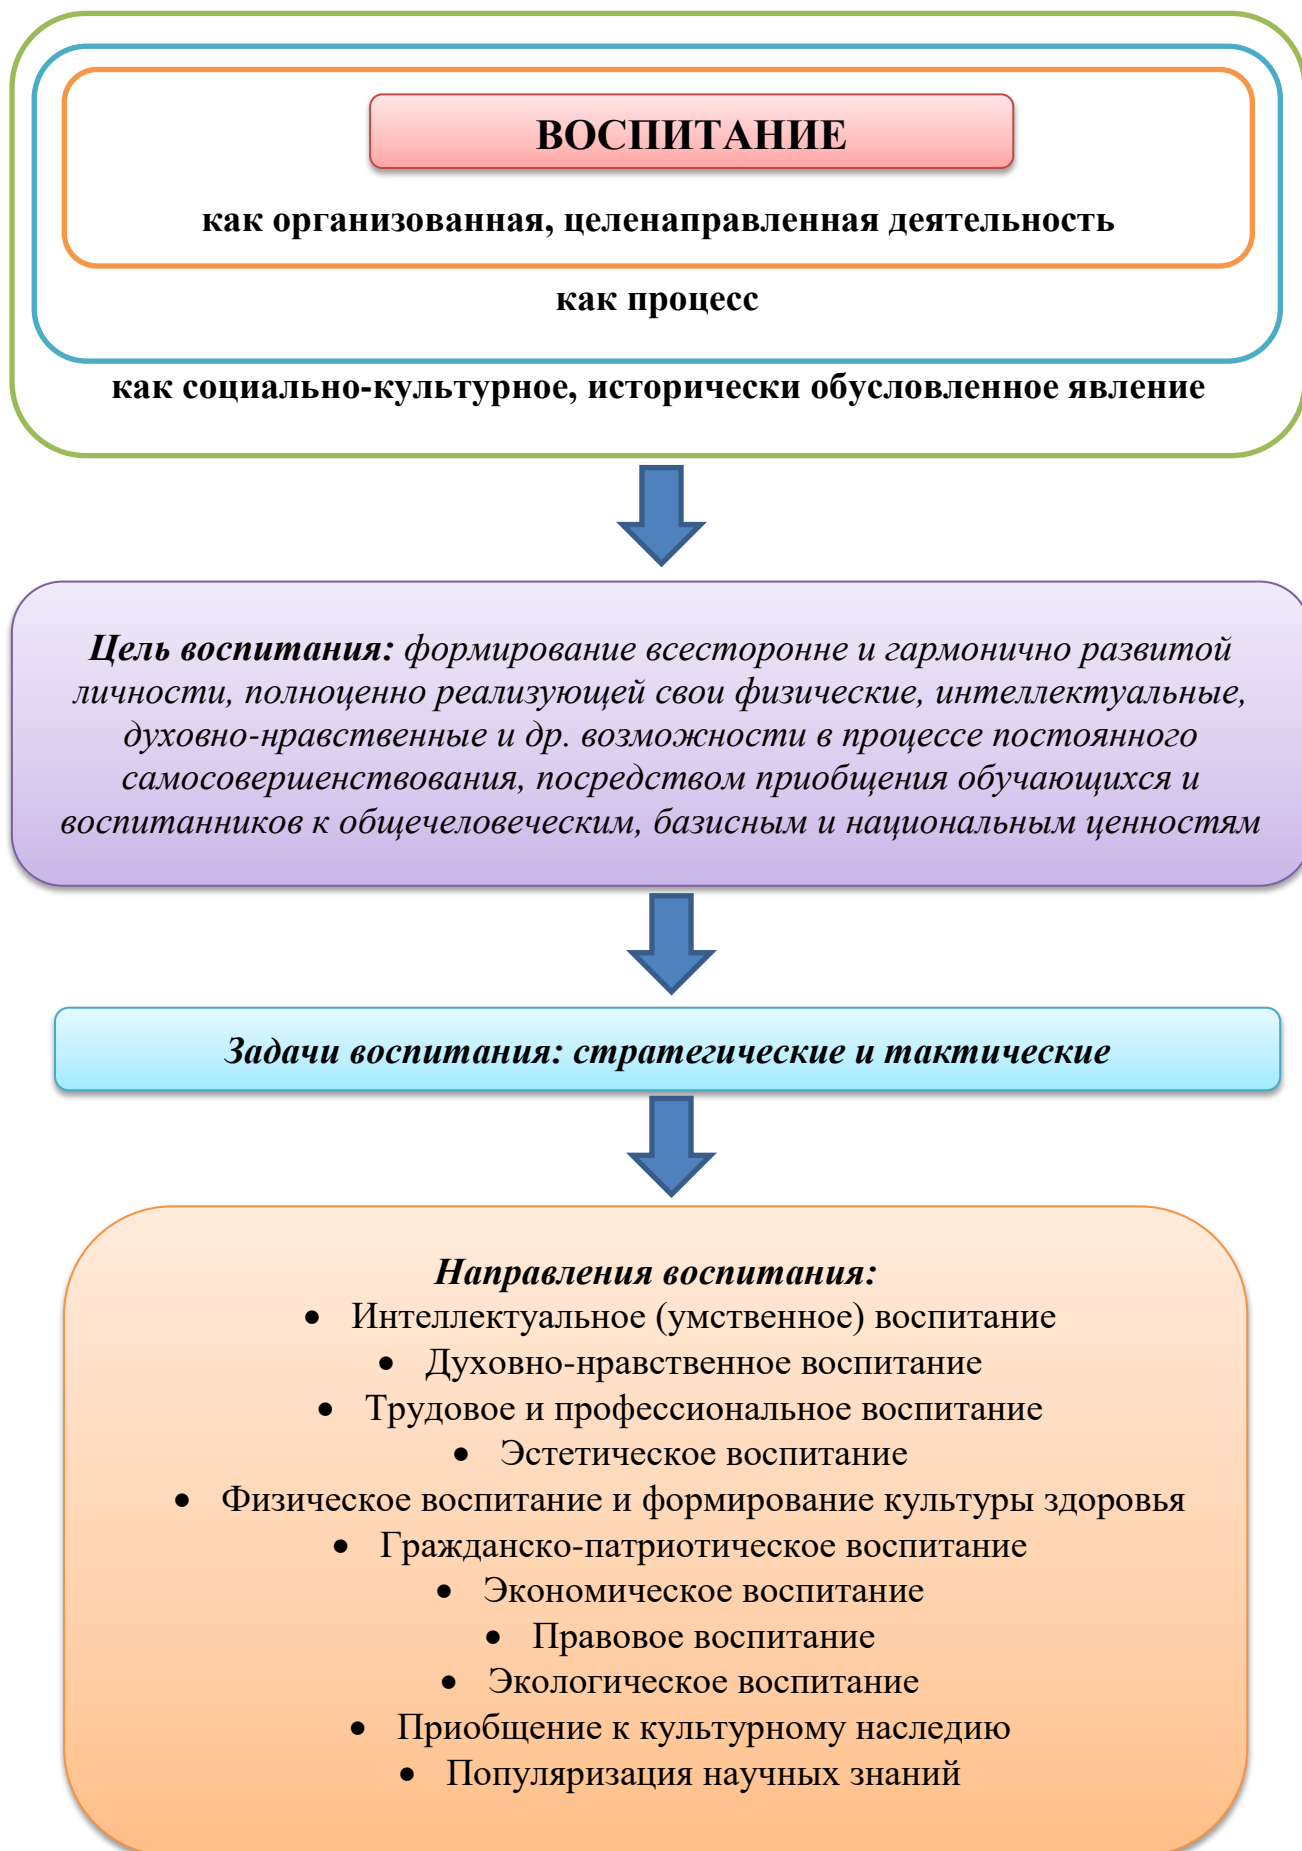 ВОСПИТАНИЕ
как организованная, целенаправленная деятельность
как процесс
как социально-культурное, исторически обусловленное явление
Цель воспитания: формирование всесторонне и гармонично развитой
личности, полноценно реализующей свои физические, интеллектуальные,
духовно-нравственные и др. возможности в процессе постоянного
самосовершенствования, посредством приобщения обучающихся и
воспитанников к общечеловеческим, базисным и национальным ценностям
Задачи воспитания: стратегические и тактические
Направления воспитания:
• Интеллектуальное (умственное) воспитание
• Духовно-нравственное воспитание
• Трудовое и профессиональное воспитание
• Эстетическое воспитание
• Физическое воспитание и формирование культуры здоровья
• Гражданско-патриотическое воспитание
• Экономическое воспитание
• Правовое воспитание
• Экологическое воспитание
• Приобщение к культурному наследию
• Популяризация научных знаний